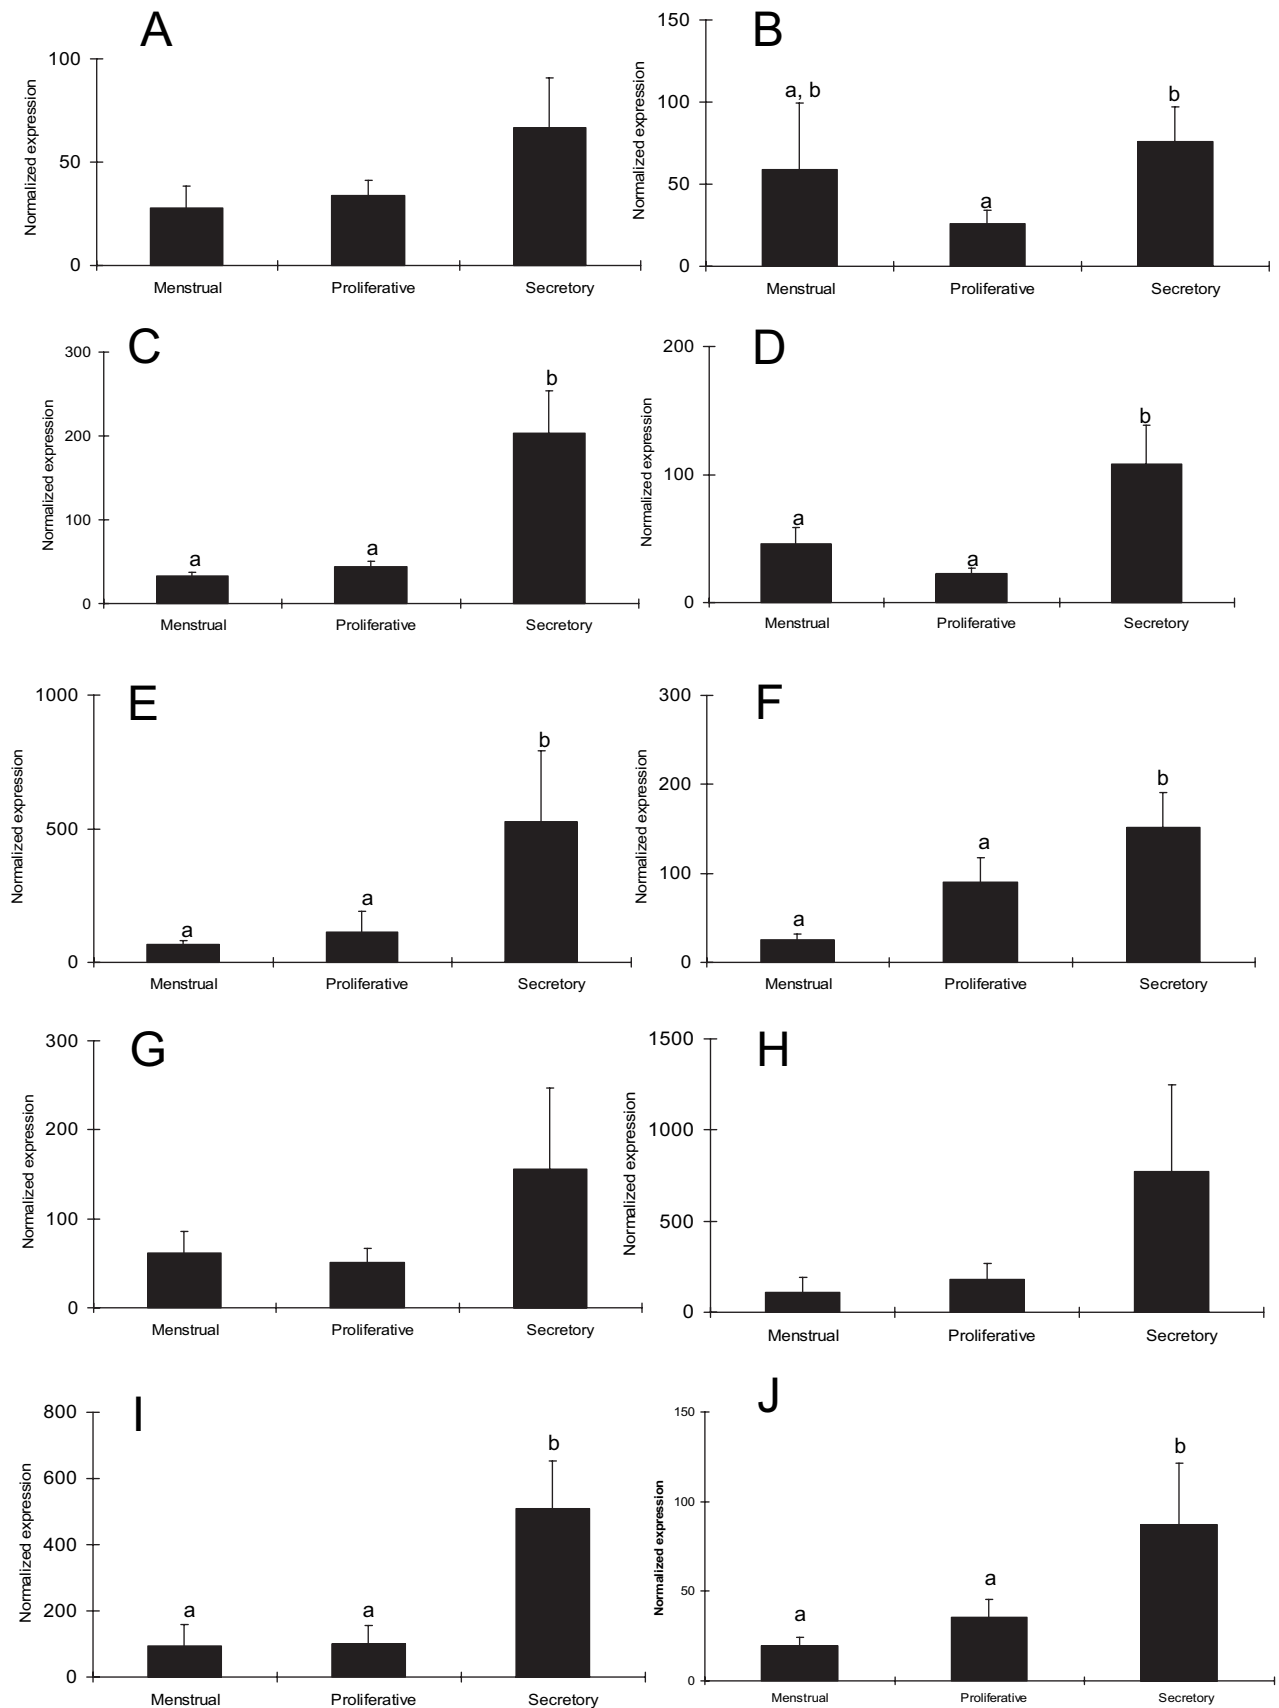 A
Normalized expression
100
50
0
Menstrual Proliferative Secretory
B
Normalized expression
150
100
50
0
a, b
a
b
Menstrual Proliferative Secretory
C
Normalized expression
300
200
100
0
a
a
b
Menstrual Proliferative Secretory
D
Normalized expression
200
100
0
a
a
b
Menstrual Proliferative Secretory
E
Normalized expression
1000
500
0
a
a
b
Menstrual Proliferative Secretory
F
Normalized expression
300
200
100
0
a
a
b
Menstrual Proliferative Secretory
G
Normalized expression
300
200
100
0
Menstrual Proliferative Secretory
H
Normalized expression
1500
1000
500
0
Menstrual Proliferative Secretory
I
Normalized expression
800
600
400
200
0
a
a
b
Menstrual Proliferative Secretory
J
Normalized expression
150
100
50
0
a
a
b
Menstrual Proliferative Secretory